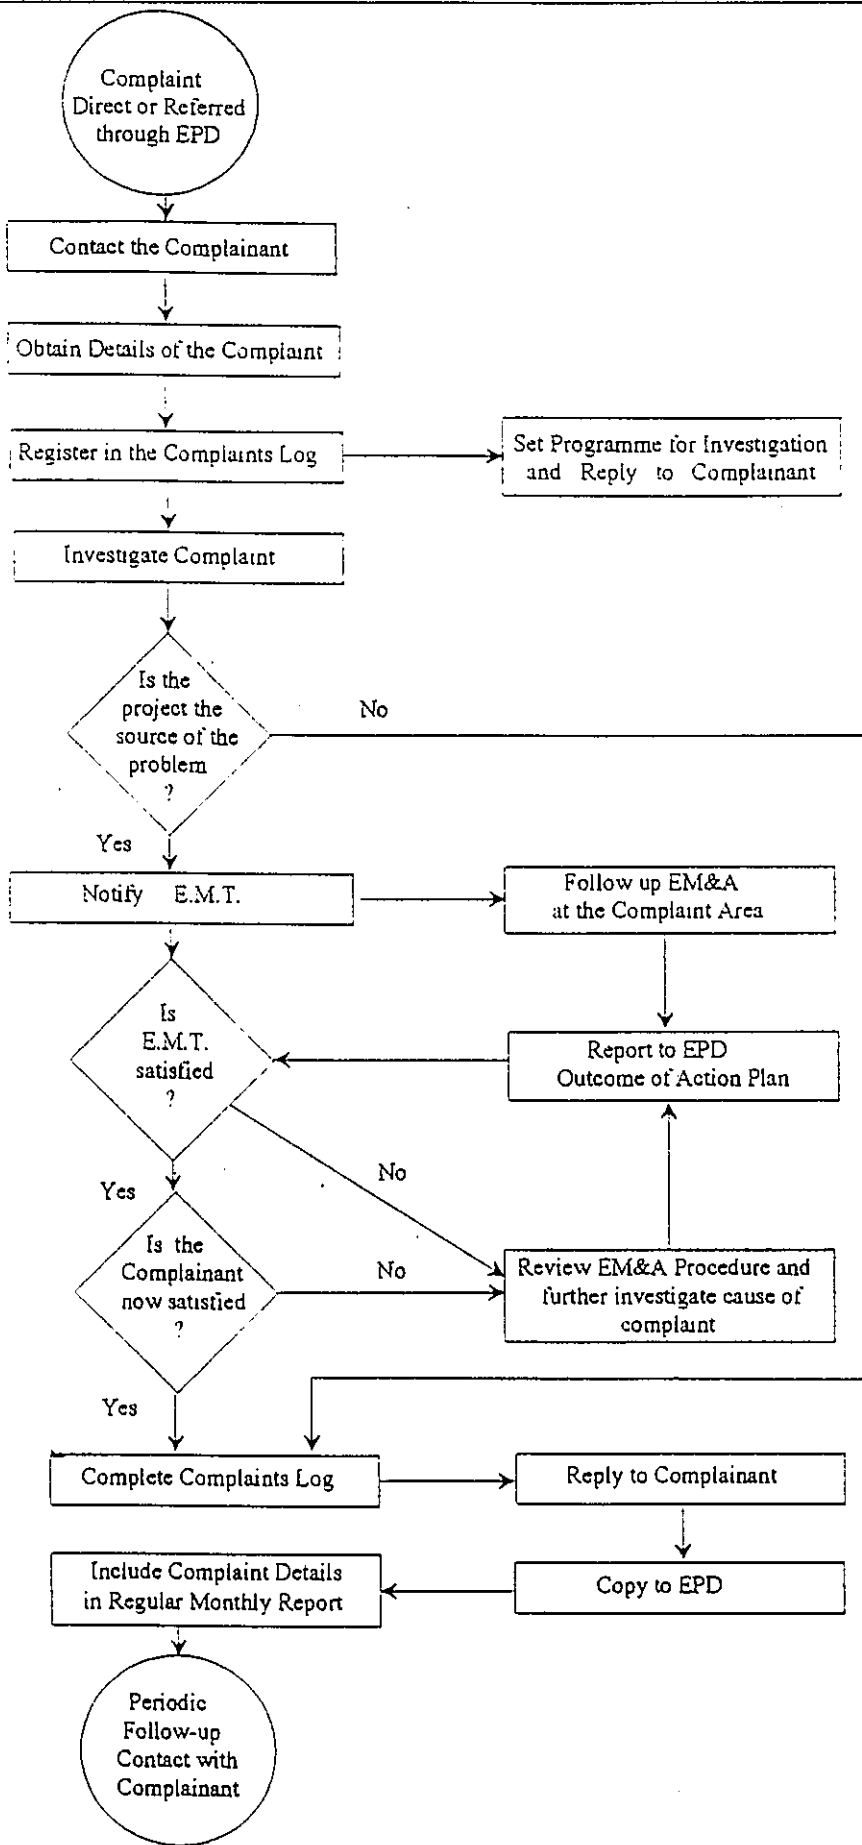 Complaint
Direct or Referred
through EPD
Contact the Complainant
Obtain Details of the Complaint
Register in the Complaints Log
Set Programme for Investigation
and Reply to Complainant
Investigate Complaint
Is the
project the
source of the
problem
?
No
Yes
Notify E.M.T.
Follow up EM&A
at the Complaint Area
Is
E.M.T.
satisfied
?
Report to EPD
Outcome of Action Plan
No
Yes
Is the
Complainant
now satisfied
?
No
Review EM&A Procedure and
further investigate cause of
complaint
Yes
Complete Complaints Log
Reply to Complainant
Include Complaint Details
in Regular Monthly Report
Copy to EPD
Periodic
Follow-up
Contact with
Complainant